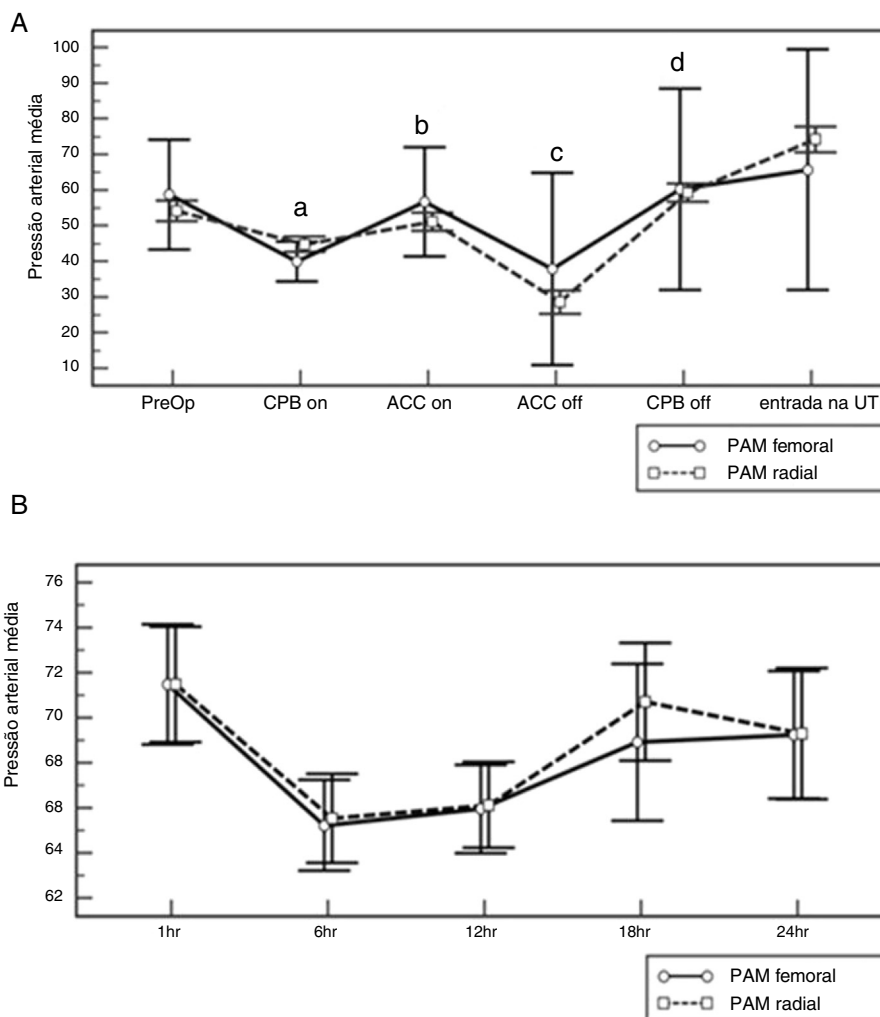 A
Pressão arterial média
100
90
80
70
60
50
40
30
20
10
a
b
c
d
PreOp CPB on ACC on ACC off CPB off entrada na UT
PAM femoral
PAM radial
B
Pressão arterial média
76
74
72
70
68
68
64
62
1hr 6hr 12hr 18hr 24hr
PAM femoral
PAM radial